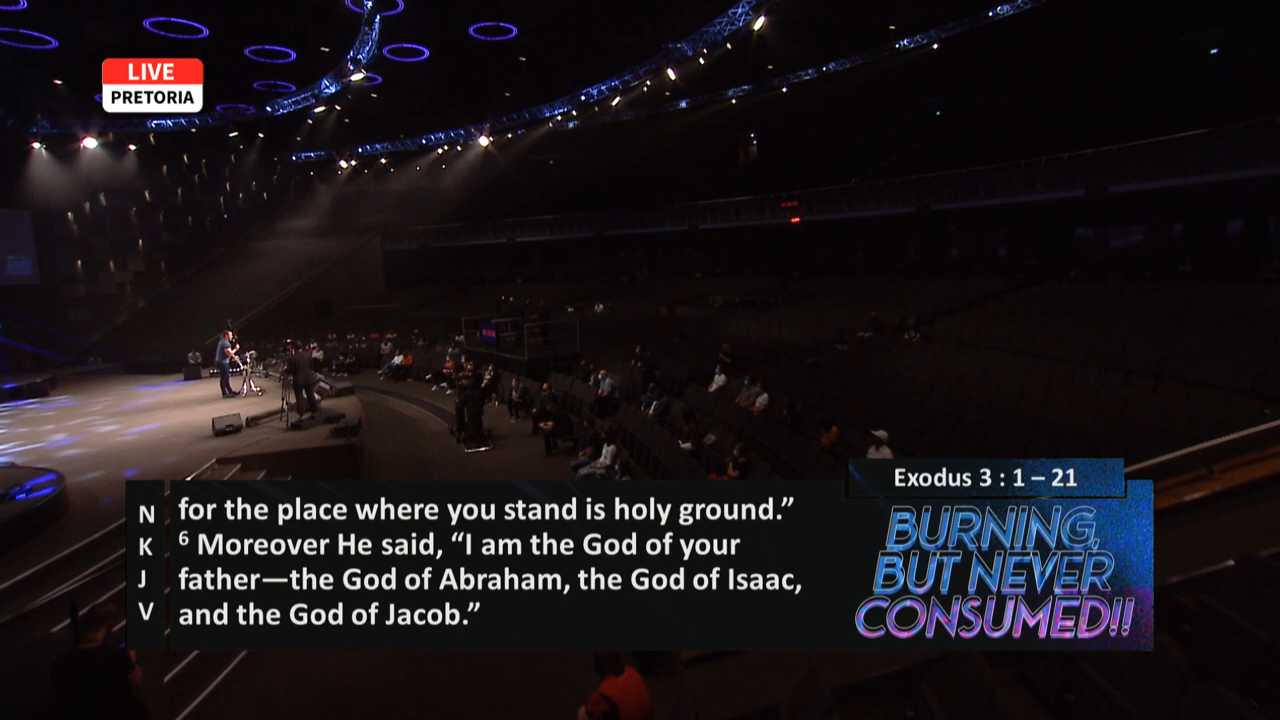 LIVE
PRETORIA
Exodus 3 : 1 – 21
N
K
J
V
for the place where you stand is holy ground.”
6 Moreover He said, “I am the God of your
father—the God of Abraham, the God of Isaac,
and the God of Jacob.”
BURNING,
BUT NEVER
CONSUMED!!